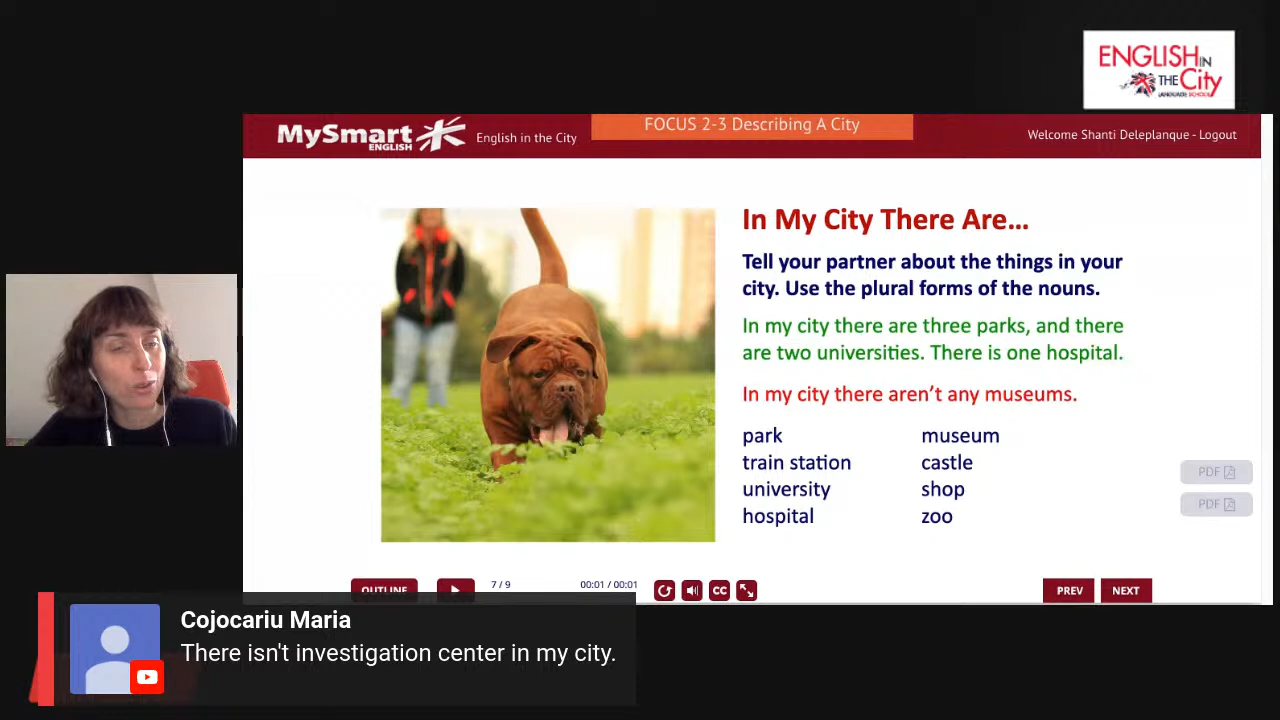 ENGLISH IN
THE City
LANGUAGE SCHOOL
MySmart
ENGLISH
English in the City
FOCUS 2-3 Describing A City
Welcome Shanti Deleplanque - Logout
In My City There Are...
Tell your partner about the things in your
city. Use the plural forms of the nouns.
In my city there are three parks, and there
are two universities. There is one hospital.
In my city there aren't any museums.
park museum
train station castle
university shop
hospital zoo
PDF
PDF
OUTLINE
7 / 9
00:01 / 00:01
CC
PREV
NEXT
Cojocariu Maria
There isn't investigation center in my city.